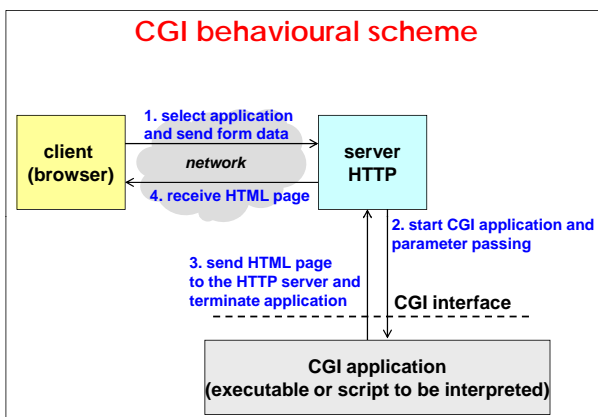 CGI behavioural scheme
1. select application
and send form data
client
(browser)
network
server
HTTP
4. receive HTML page
2. start CGI application and
parameter passing
3. send HTML page
to the HTTP server and
terminate application
CGI interface
CGI application
(executable or script to be interpreted)